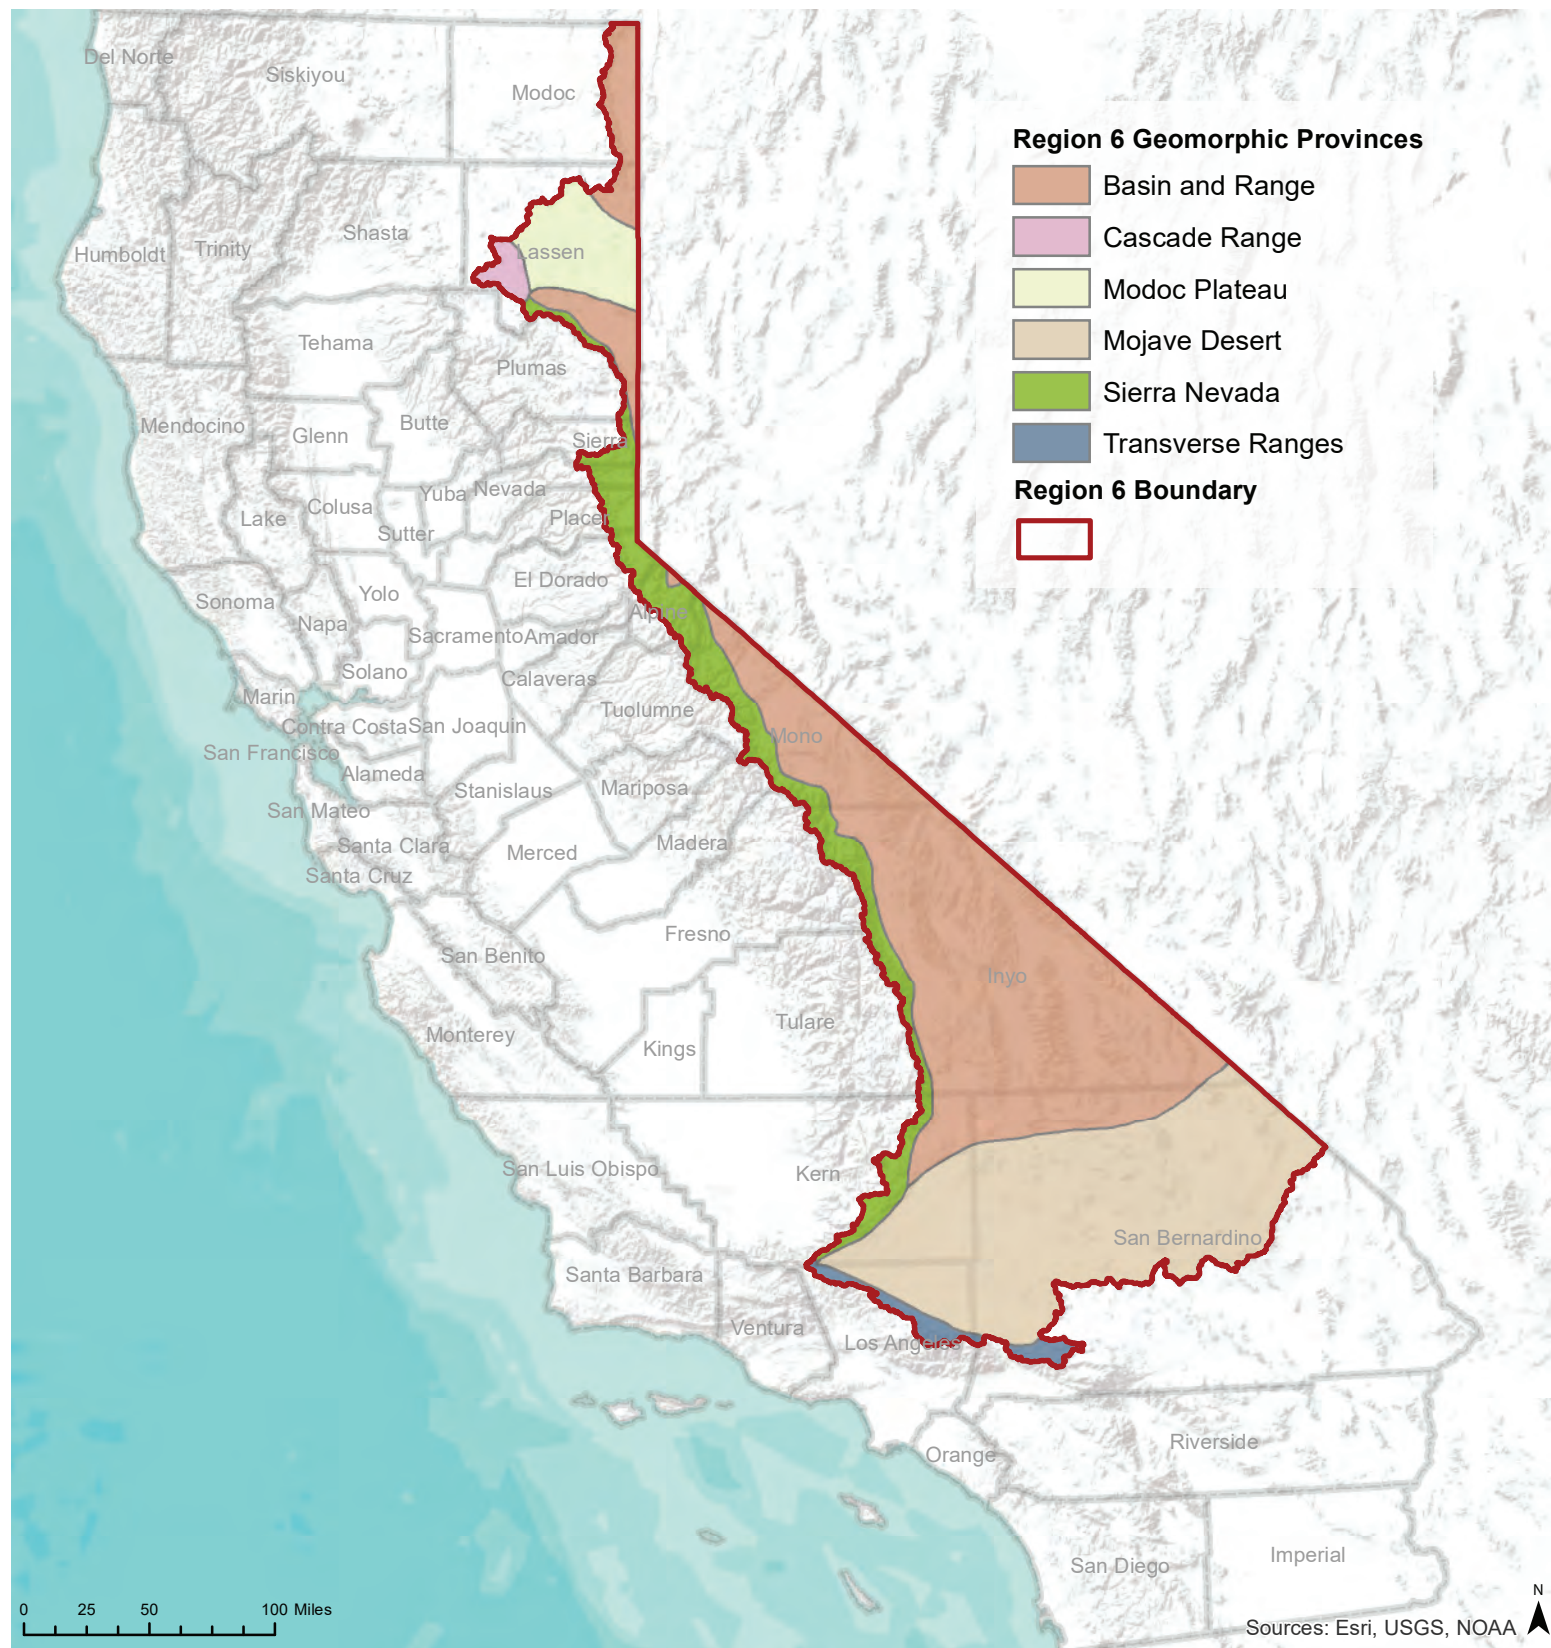 Del Norte
Siskiyou
Modoc
Region 6 Geomorphic Provinces
Basin and Range
Cascade Range
Modoc Plateau
Mojave Desert
Sierra Nevada
Transverse Ranges
Region 6 Boundary
Humboldt
Trinity
Shasta
Lassen
Tehama
Plumas
Mendocino
Glenn
Butte
Sierra
Lake
Colusa
Yuba
Nevada
Sutter
Placer
Sonoma
Napa
Yolo
El Dorado
Alpine
Sacramento
Amador
Solano
Calaveras
Marin
Contra Costa
San Joaquin
Tuolumne
Mono
San Francisco
Alameda
Stanislaus
Mariposa
San Mateo
Santa Clara
Merced
Madera
Santa Cruz
Fresno
San Benito
Inyo
Monterey
Kings
Tulare
San Luis Obispo
Kern
San Bernardino
Santa Barbara
Ventura
Los Angeles
Orange
Riverside
San Diego
Imperial
0 25 50 100 Miles
N
Sources: Esri, USGS, NOAA